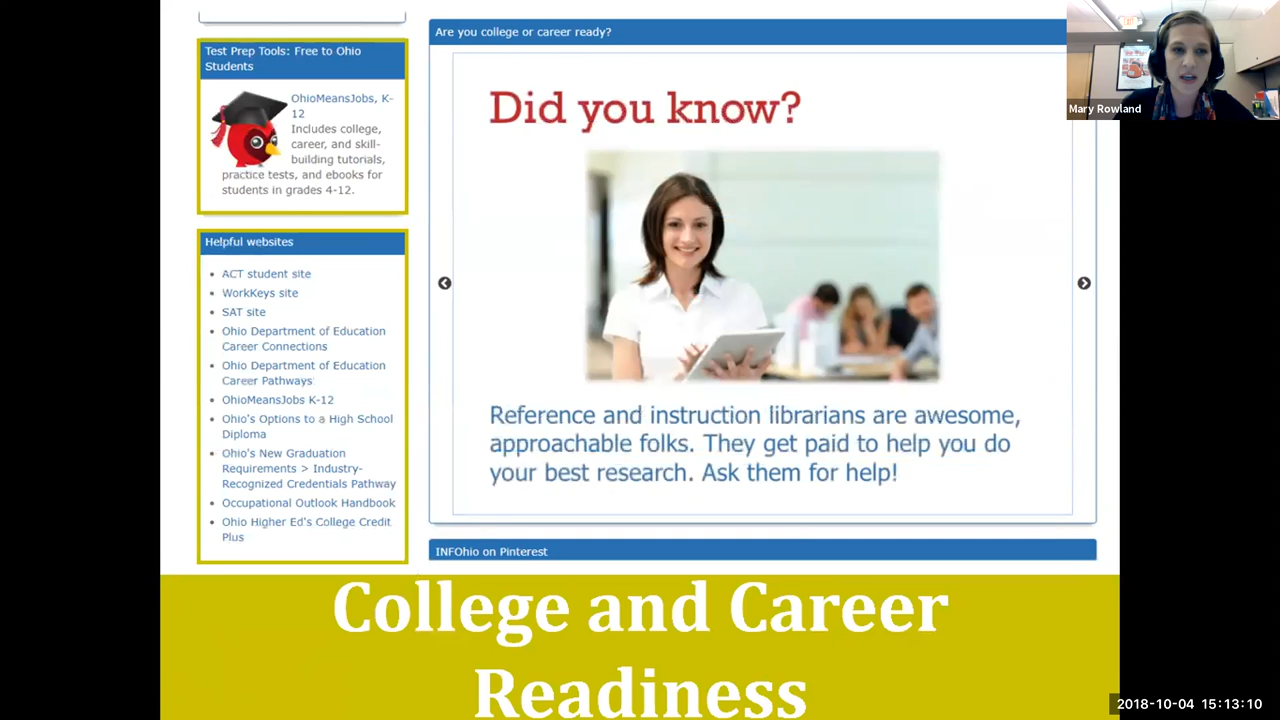 Test Prep Tools: Free to Ohio
Students
OhioMeansJobs, K-
12
Includes college,
career, and skill-
building tutorials,
practice tests, and ebooks for
students in grades 4-12.
Helpful websites
ACT student site
WorkKeys site
SAT site
Ohio Department of Education
Career Connections
Ohio Department of Education
Career Pathways
OhioMeansJobs K-12
Ohio's Options to a High School
Diploma
Ohio's New Graduation
Requirements > Industry-
Recognized Credentials Pathway
Occupational Outlook Handbook
Ohio Higher Ed's College Credit
Plus
Are you college or career ready?
Did you know?
Reference and instruction librarians are awesome,
approachable folks. They get paid to help you do
your best research. Ask them for help!
INFOhio on Pinterest
EXIT
Mary Rowland
College and Career
Readiness
2018-10-04 15:13:10